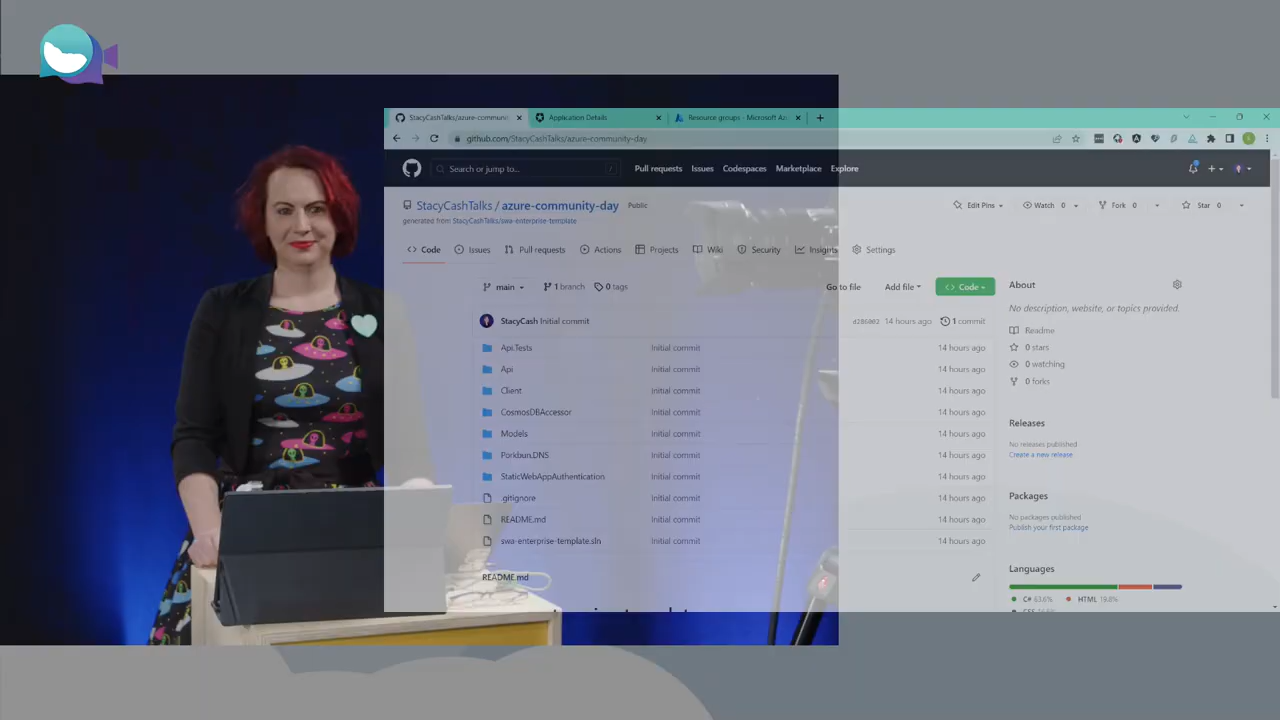 StacyCashTalks/azure-communi
Application Details
Resource groups - Microsoft Az
github.com/StacyCashTalks/azure-community-day
Search or jump to...
/
Pull requests Issues Codespaces Marketplace Explore
StacyCashTalks / azure-community-day Public
Edit Pins Watch 0 Fork 0 Star 0
generated from StacyCashTalks/swa-enterprise-template
Code Issues Pull requests Actions Projects Wiki Security Insights Settings
main 1 branch 0 tags Go to file Add file Code
StacyCash Initial commit 14 hours ago 1 commit
Api.Tests Initial commit 14 hours ago
Api Initial commit 14 hours ago
Client Initial commit 14 hours ago
CosmosDBAccessor Initial commit 14 hours ago
Models Initial commit 14 hours ago
Porkbun.DNS Initial commit 14 hours ago
StaticWebAppAuthentication Initial commit 14 hours ago
.gitignore Initial commit 14 hours ago
README.md Initial commit 14 hours ago
swa-enterprise-template.sln Initial commit 14 hours ago
README.md
About
No description, website, or topics provided.
Readme
0 stars
0 watching
0 forks
Releases
No releases published
Create a new release
Packages
No packages published
Publish your first package
Languages
C# 63.6% HTML 19.8%